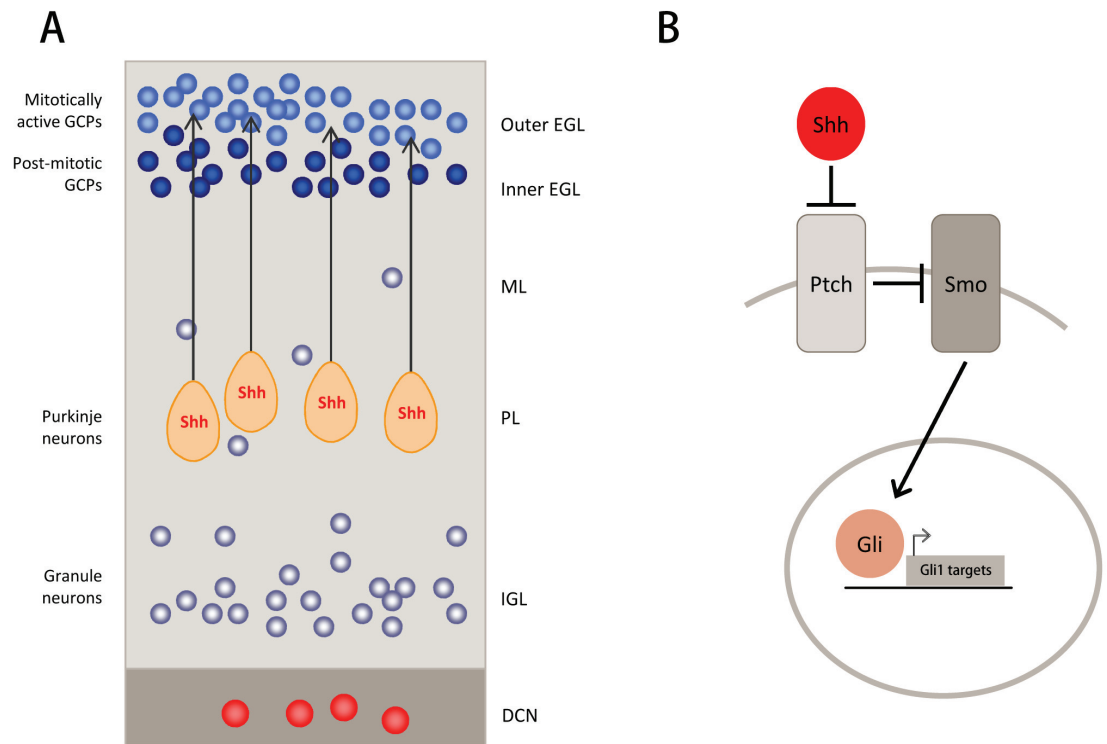 A
Mitotically
active GCPs
Post-mitotic
GCPs
Purkinje
neurons
Granule
neurons
Shh
Shh
Shh
Shh
Outer EGL
Inner EGL
ML
PL
IGL
DCN
B
Shh
Ptch
Smo
Gli
Gli1 targets